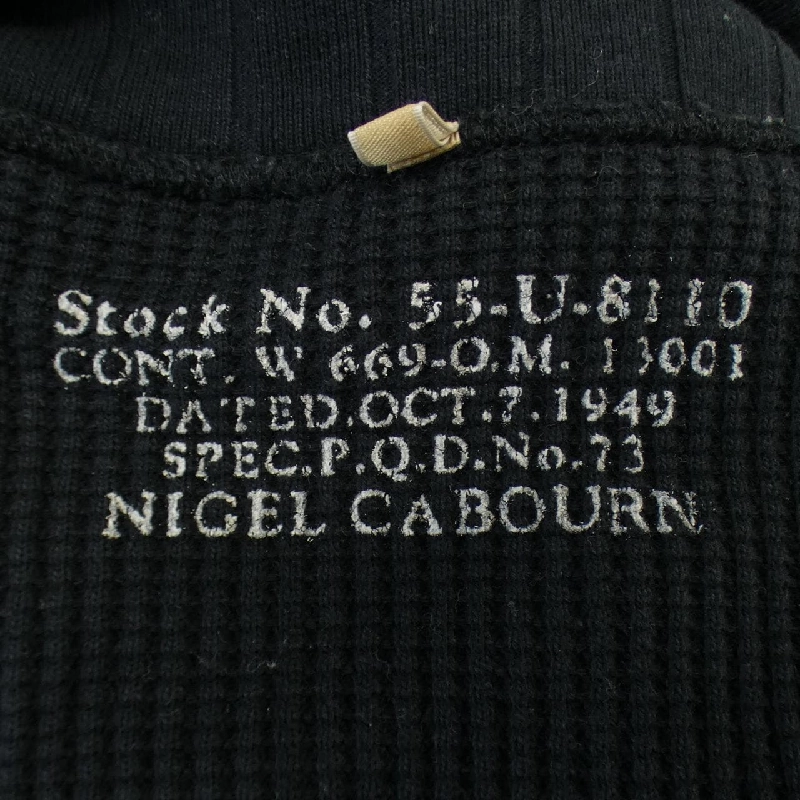 Stock No. 55-U-8110
CONT. W 669-O.M. 13001
DATED.OCT.7.1949
SPEC.P.Q.D.No.73
NIGEL CABOURN